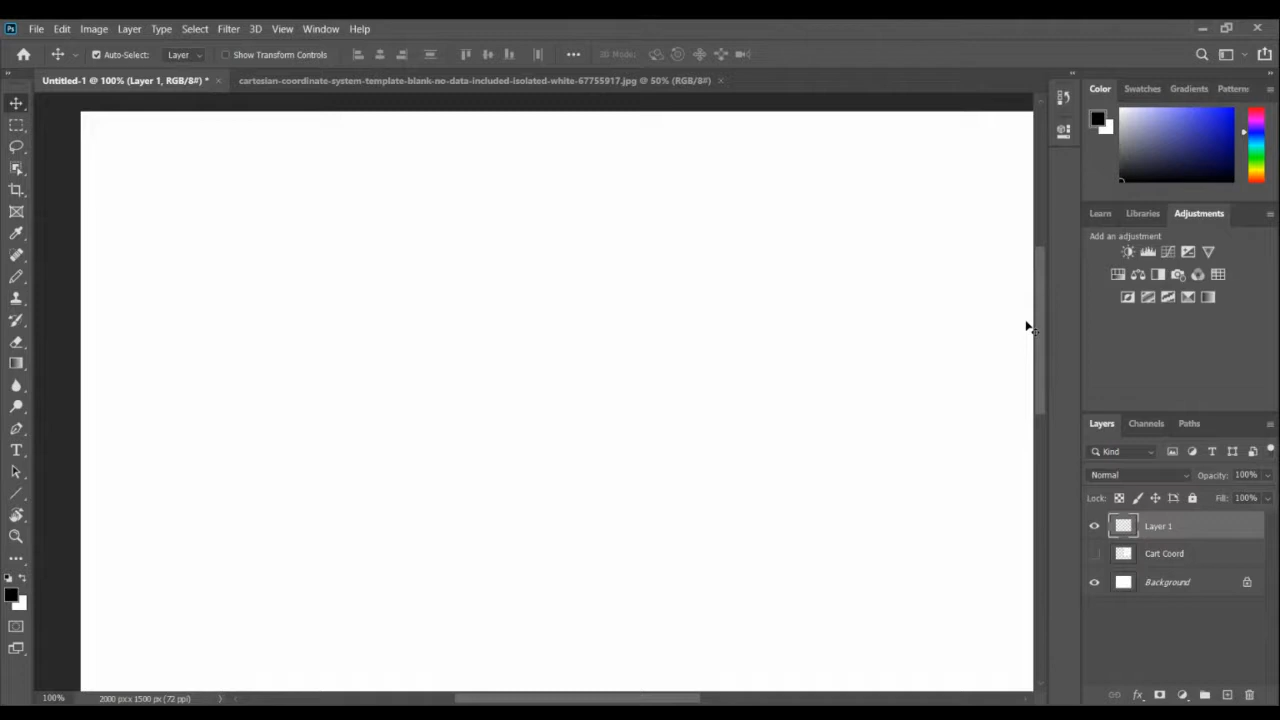 Ps File Edit Image Layer Type Select Filter 3D View Window Help
Auto-Select: Layer Show Transform Controls ••• 3D Mode:
Untitled-1 @ 100% (Layer 1, RGB/8#) * × cartesian-coordinate-system-template-blank-no-data-included-isolated-white-67755917.jpg @ 50% (RGB/8#) ×
Color Swatches Gradients Patterns
Learn Libraries Adjustments
Add an adjustment
Layers Channels Paths
Kind
Normal Opacity: 100%
Lock: Fill: 100%
Layer 1
Cart Coord
Background
100% 2000 px x 1500 px (72 ppi)